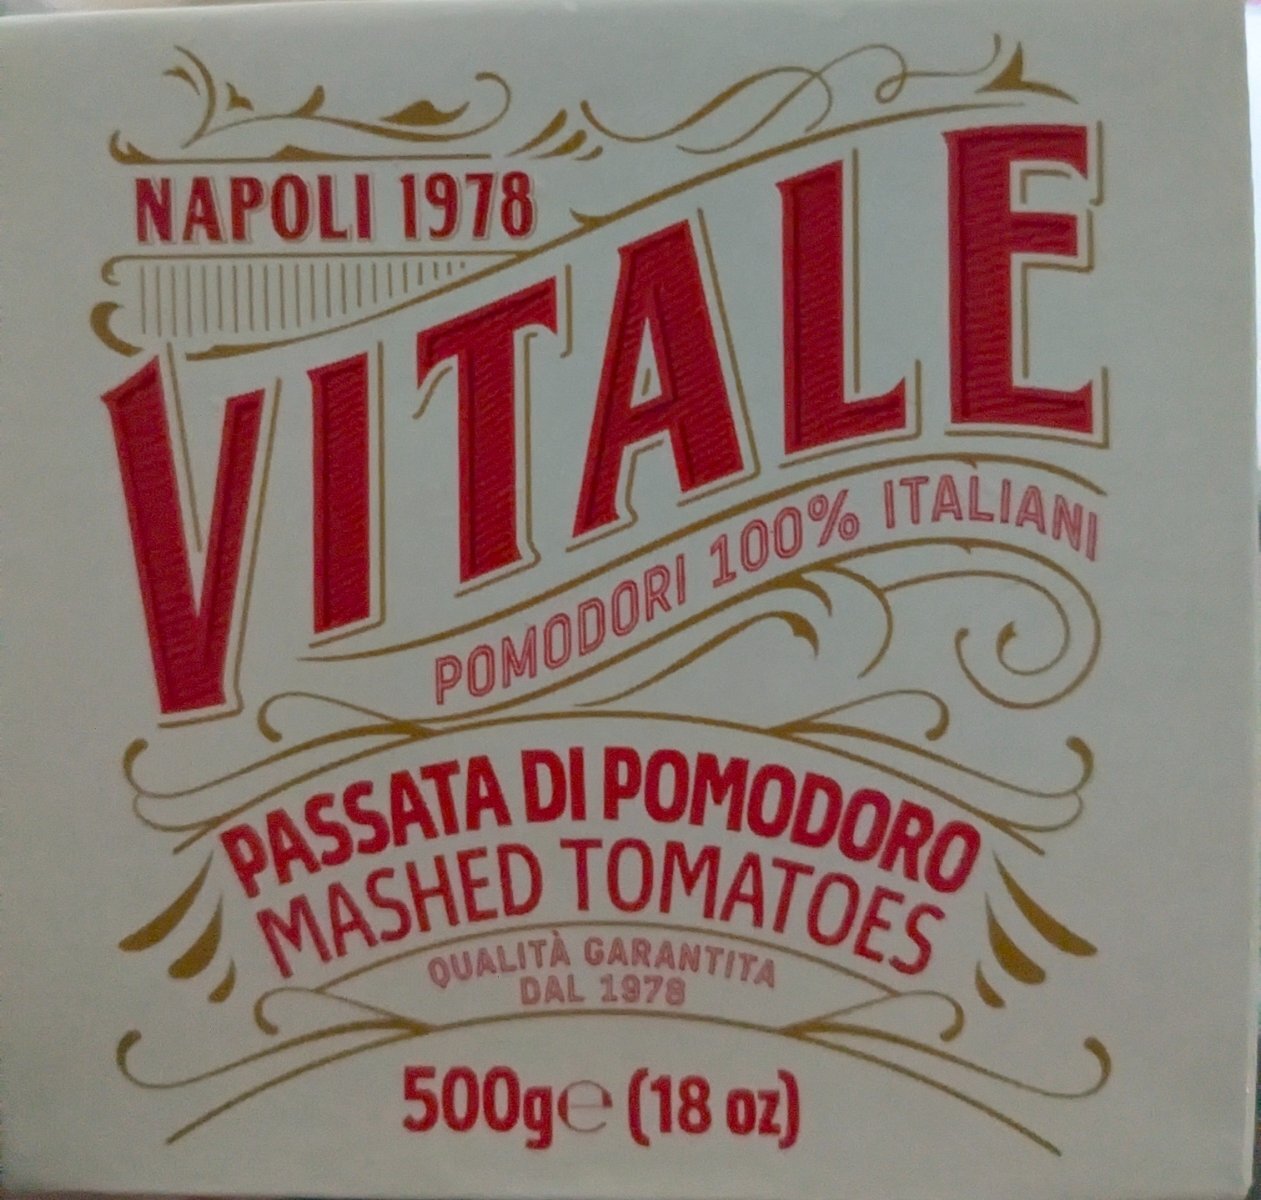 NAPOLI 1978
VITALE
POMODORI 100% ITALIANI
PASSATA DI POMODORO
MASHED TOMATOES
QUALITÀ GARANTITA
DAL 1978
500g℮ (18 oz)